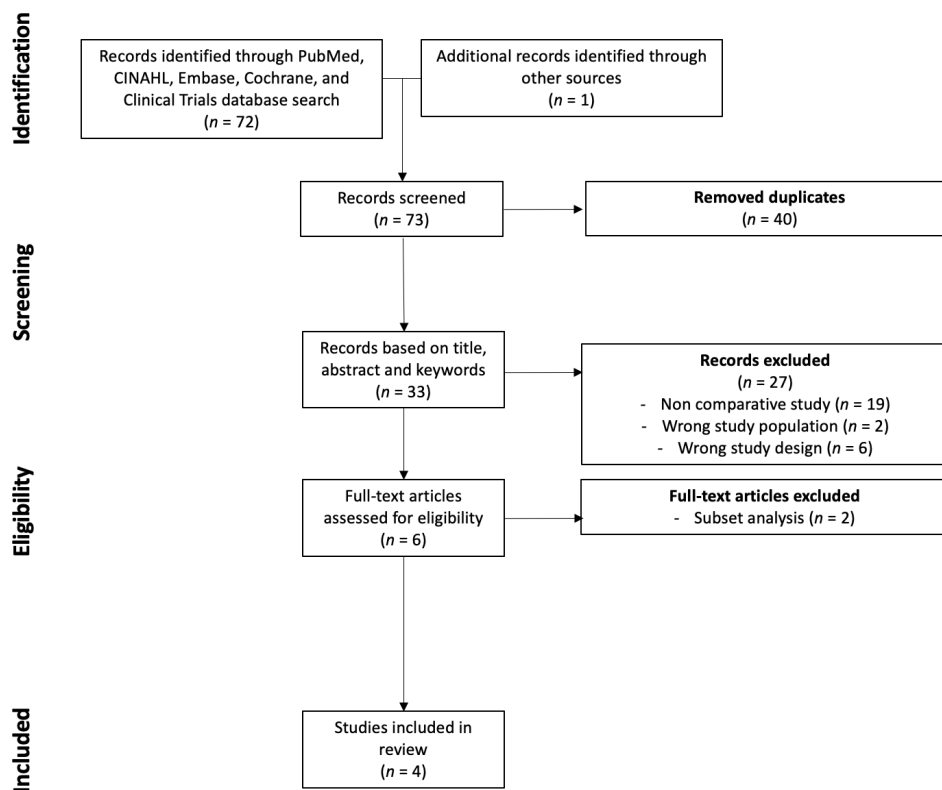 Identification
Records identified through PubMed,
CINAHL, Embase, Cochrane, and
Clinical Trials database search
(n = 72)
Additional records identified through
other sources
(n = 1)
Records screened
(n = 73)
Removed duplicates
(n = 40)
Screening
Records based on title,
abstract and keywords
(n = 33)
Records excluded
(n = 27)
- Non comparative study (n = 19)
- Wrong study population (n = 2)
- Wrong study design (n = 6)
Eligibility
Full-text articles
assessed for eligibility
(n = 6)
Full-text articles excluded
- Subset analysis (n = 2)
Included
Studies included in
review
(n = 4)